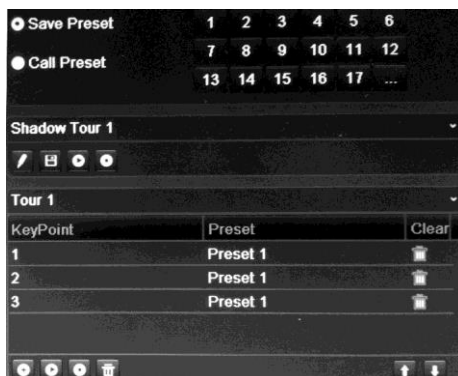 Save Preset 1 2 3 4 5 6
7 8 9 10 11 12
Call Preset
13 14 15 16 17 ...
Shadow Tour 1
Tour 1
KeyPoint Preset Clear
1 Preset 1
2 Preset 1
3 Preset 1